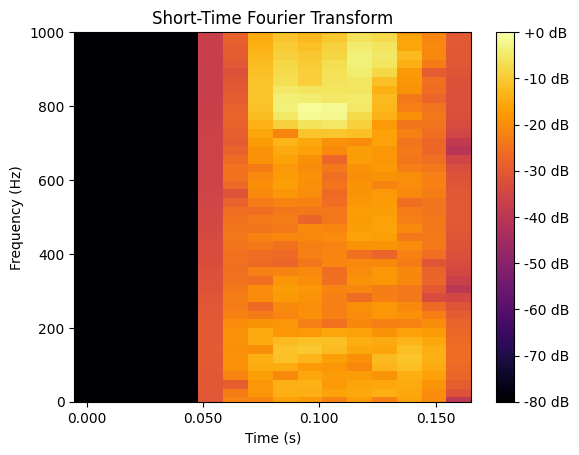 Short-Time Fourier Transform
1000
800
600
400
200
0
Frequency (Hz)
0.000
0.050
0.100
0.150
Time (s)
+0 dB
-10 dB
-20 dB
-30 dB
-40 dB
-50 dB
-60 dB
-70 dB
-80 dB